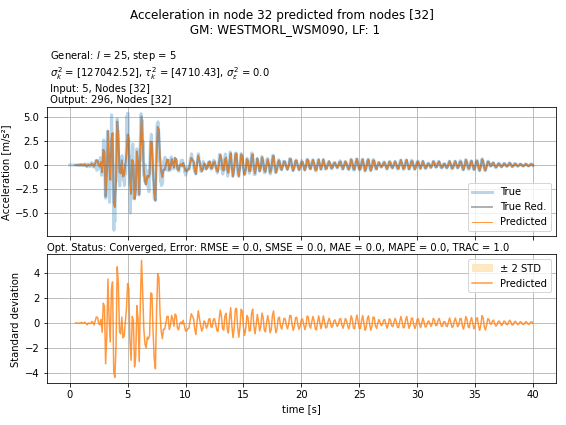 Acceleration in node 32 predicted from nodes [32]
GM: WESTMORL_WSM090, LF: 1
General: l = 25, step = 5
σ²ₖ = [127042.52], τ²ₖ = [4710.43], σ²ε = 0.0
Input: 5, Nodes [32]
Output: 296, Nodes [32]
Acceleration [m/s²]
5.0
2.5
0.0
−2.5
−5.0
True
True Red.
Predicted
Opt. Status: Converged, Error: RMSE = 0.0, SMSE = 0.0, MAE = 0.0, MAPE = 0.0, TRAC = 1.0
Standard deviation
4
2
0
−2
−4
± 2 STD
Predicted
0 5 10 15 20 25 30 35 40
time [s]